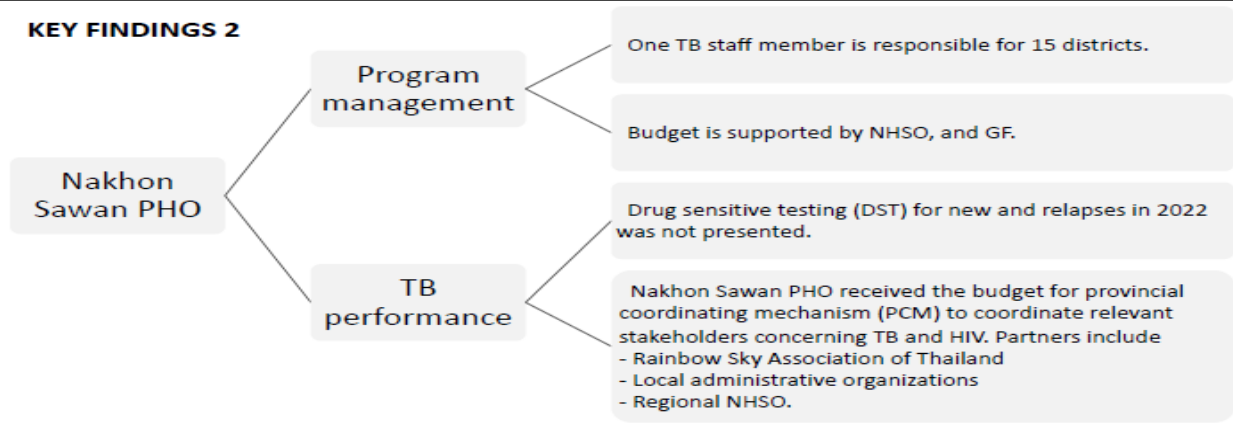 KEY FINDINGS 2
Nakhon
Sawan PHO
Program
management
One TB staff member is responsible for 15 districts.
Budget is supported by NHSO, and GF.
TB
performance
Drug sensitive testing (DST) for new and relapses in 2022
was not presented.
Nakhon Sawan PHO received the budget for provincial
coordinating mechanism (PCM) to coordinate relevant
stakeholders concerning TB and HIV. Partners include
- Rainbow Sky Association of Thailand
- Local administrative organizations
- Regional NHSO.